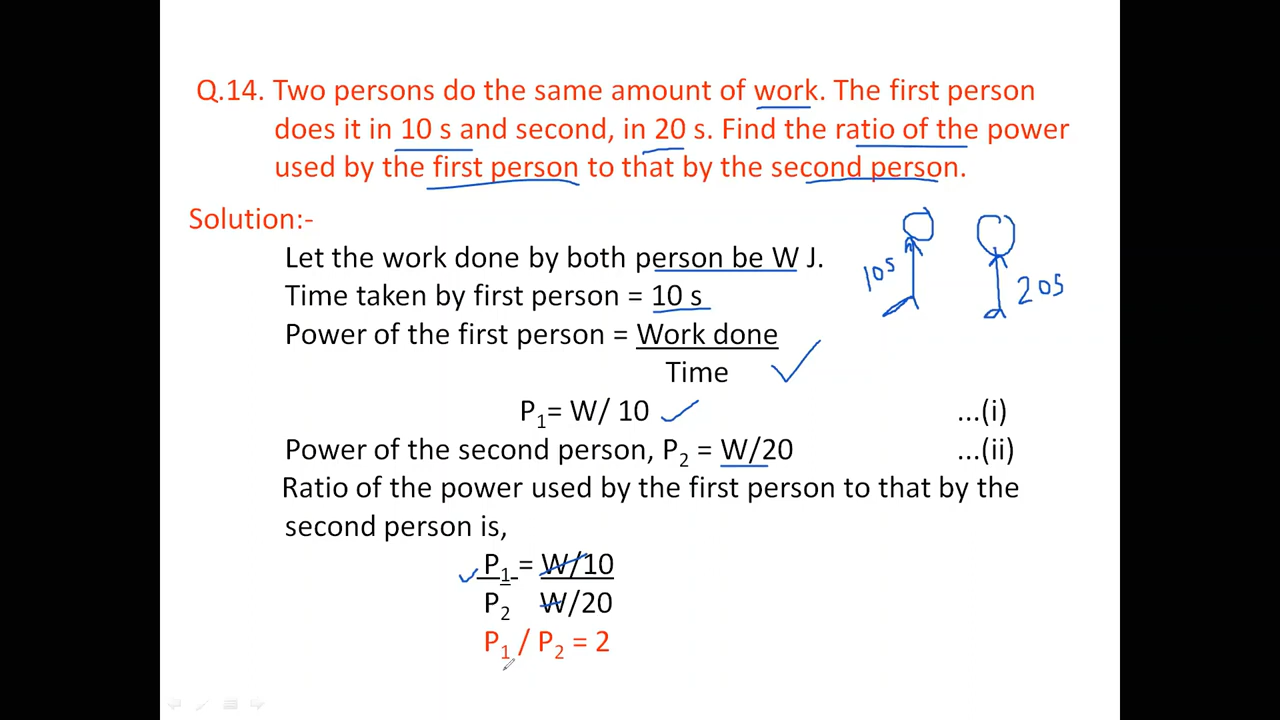 Q.14. Two persons do the same amount of work. The first person
does it in 10 s and second, in 20 s. Find the ratio of the power
used by the first person to that by the second person.
Solution:-
Let the work done by both person be W J.
10s
20s
Time taken by first person = 10 s
Power of the first person = Work done
Time
P₁= W/ 10 ...(i)
Power of the second person, P₂ = W/20 ...(ii)
Ratio of the power used by the first person to that by the
second person is,
P₁ = W/10
P₂ W/20
P₁ / P₂ = 2